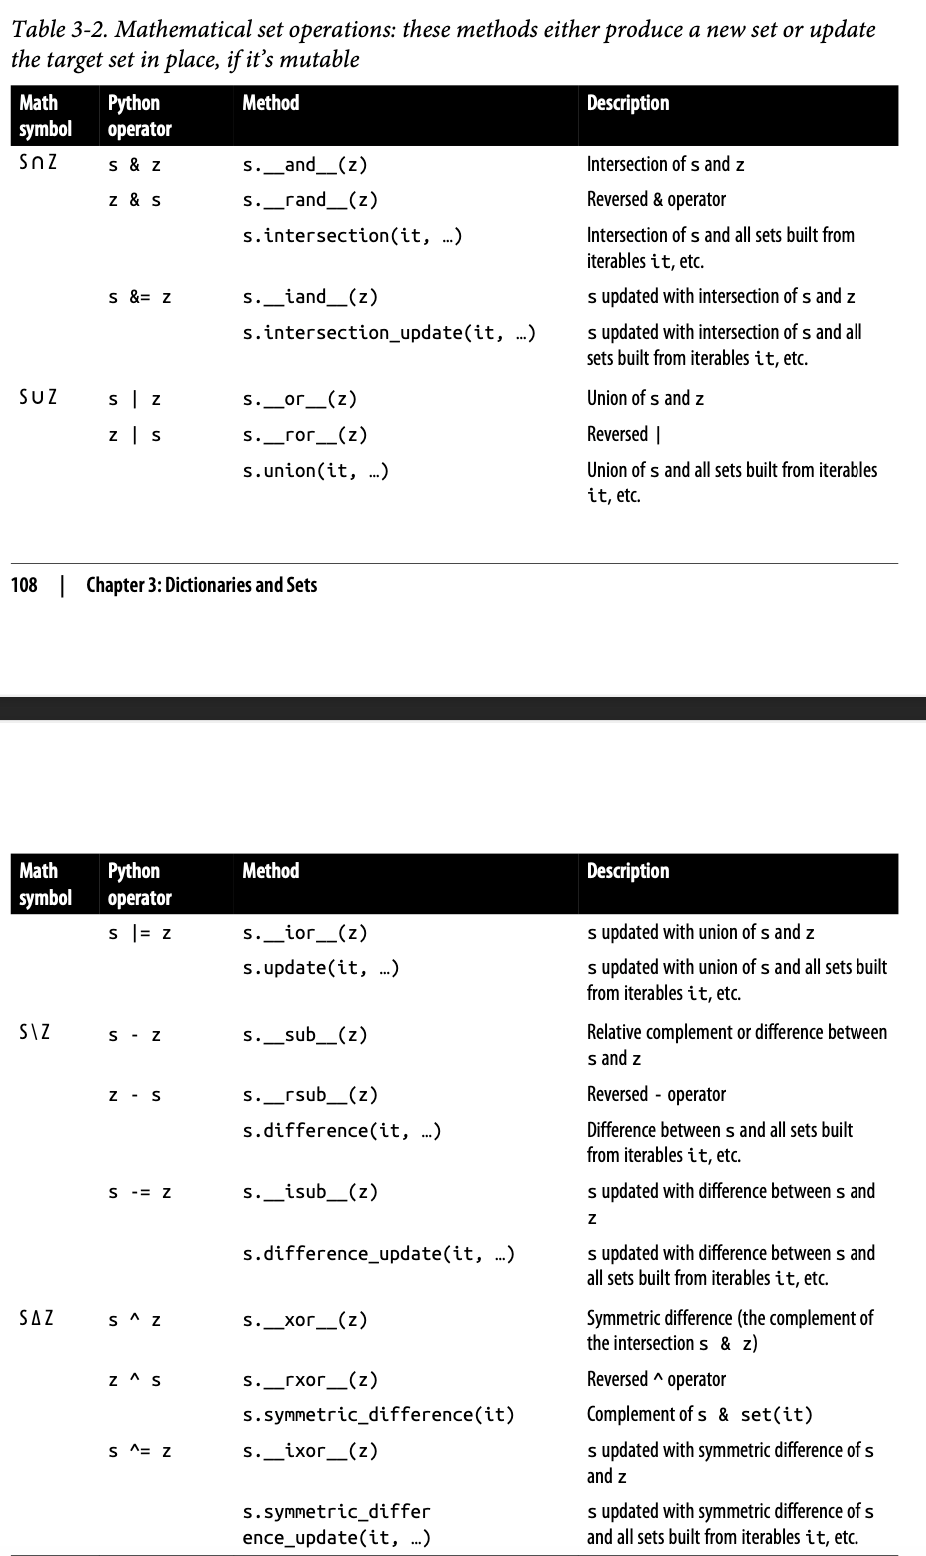 Table 3-2. Mathematical set operations: these methods either produce a new set or update
the target set in place, if it’s mutable
Math symbol Python operator Method Description
S ∩ Z s & z s.__and__(z) Intersection of s and z
z & s s.__rand__(z) Reversed & operator
s.intersection(it, …) Intersection of s and all sets built from
iterables it, etc.
s &= z s.__iand__(z) s updated with intersection of s and z
s.intersection_update(it, …) s updated with intersection of s and all
sets built from iterables it, etc.
S ∪ Z s | z s.__or__(z) Union of s and z
z | s s.__ror__(z) Reversed |
s.union(it, …) Union of s and all sets built from iterables
it, etc.
108 | Chapter 3: Dictionaries and Sets
Math symbol Python operator Method Description
s |= z s.__ior__(z) s updated with union of s and z
s.update(it, …) s updated with union of s and all sets built
from iterables it, etc.
S \ Z s - z s.__sub__(z) Relative complement or difference between
s and z
z - s s.__rsub__(z) Reversed - operator
s.difference(it, …) Difference between s and all sets built
from iterables it, etc.
s -= z s.__isub__(z) s updated with difference between s and
z
s.difference_update(it, …) s updated with difference between s and
all sets built from iterables it, etc.
S ∆ Z s ^ z s.__xor__(z) Symmetric difference (the complement of
the intersection s & z)
z ^ s s.__rxor__(z) Reversed ^ operator
s.symmetric_difference(it) Complement of s & set(it)
s ^= z s.__ixor__(z) s updated with symmetric difference of s
and z
s.symmetric_differ s updated with symmetric difference of s
ence_update(it, …) and all sets built from iterables it, etc.